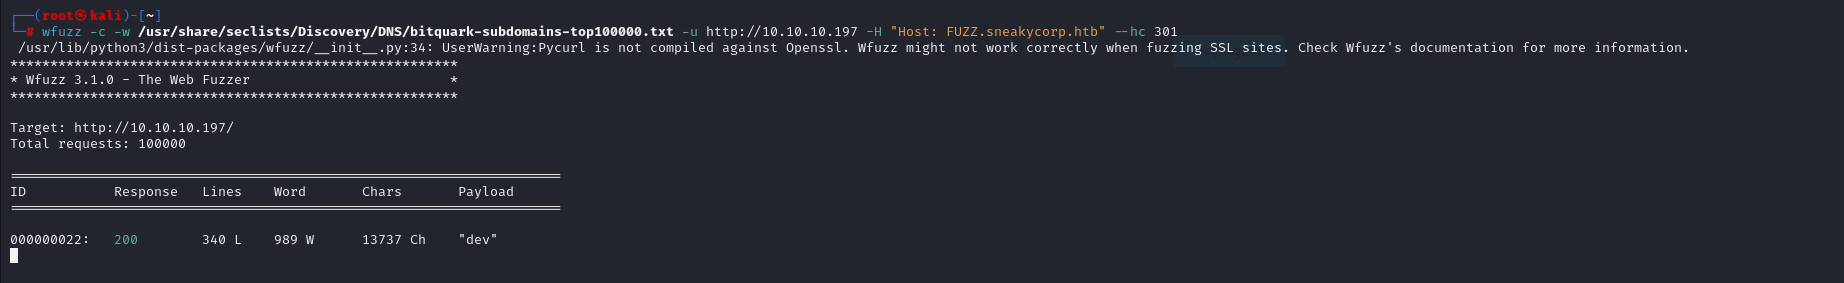 ┌──(root㉿kali)-[~]
└─# wfuzz -c -w /usr/share/seclists/Discovery/DNS/bitquark-subdomains-top100000.txt -u http://10.10.10.197 -H "Host: FUZZ.sneakycorp.htb" --hc 301
 /usr/lib/python3/dist-packages/wfuzz/__init__.py:34: UserWarning:Pycurl is not compiled against Openssl. Wfuzz might not work correctly when fuzzing SSL sites. Check Wfuzz's documentation for more information.
********************************************************
* Wfuzz 3.1.0 - The Web Fuzzer                         *
********************************************************
Target: http://10.10.10.197/
Total requests: 100000
=====================================================================
ID           Response   Lines    Word       Chars       Payload
=====================================================================
000000022:   200        340 L    989 W      13737 Ch    "dev"